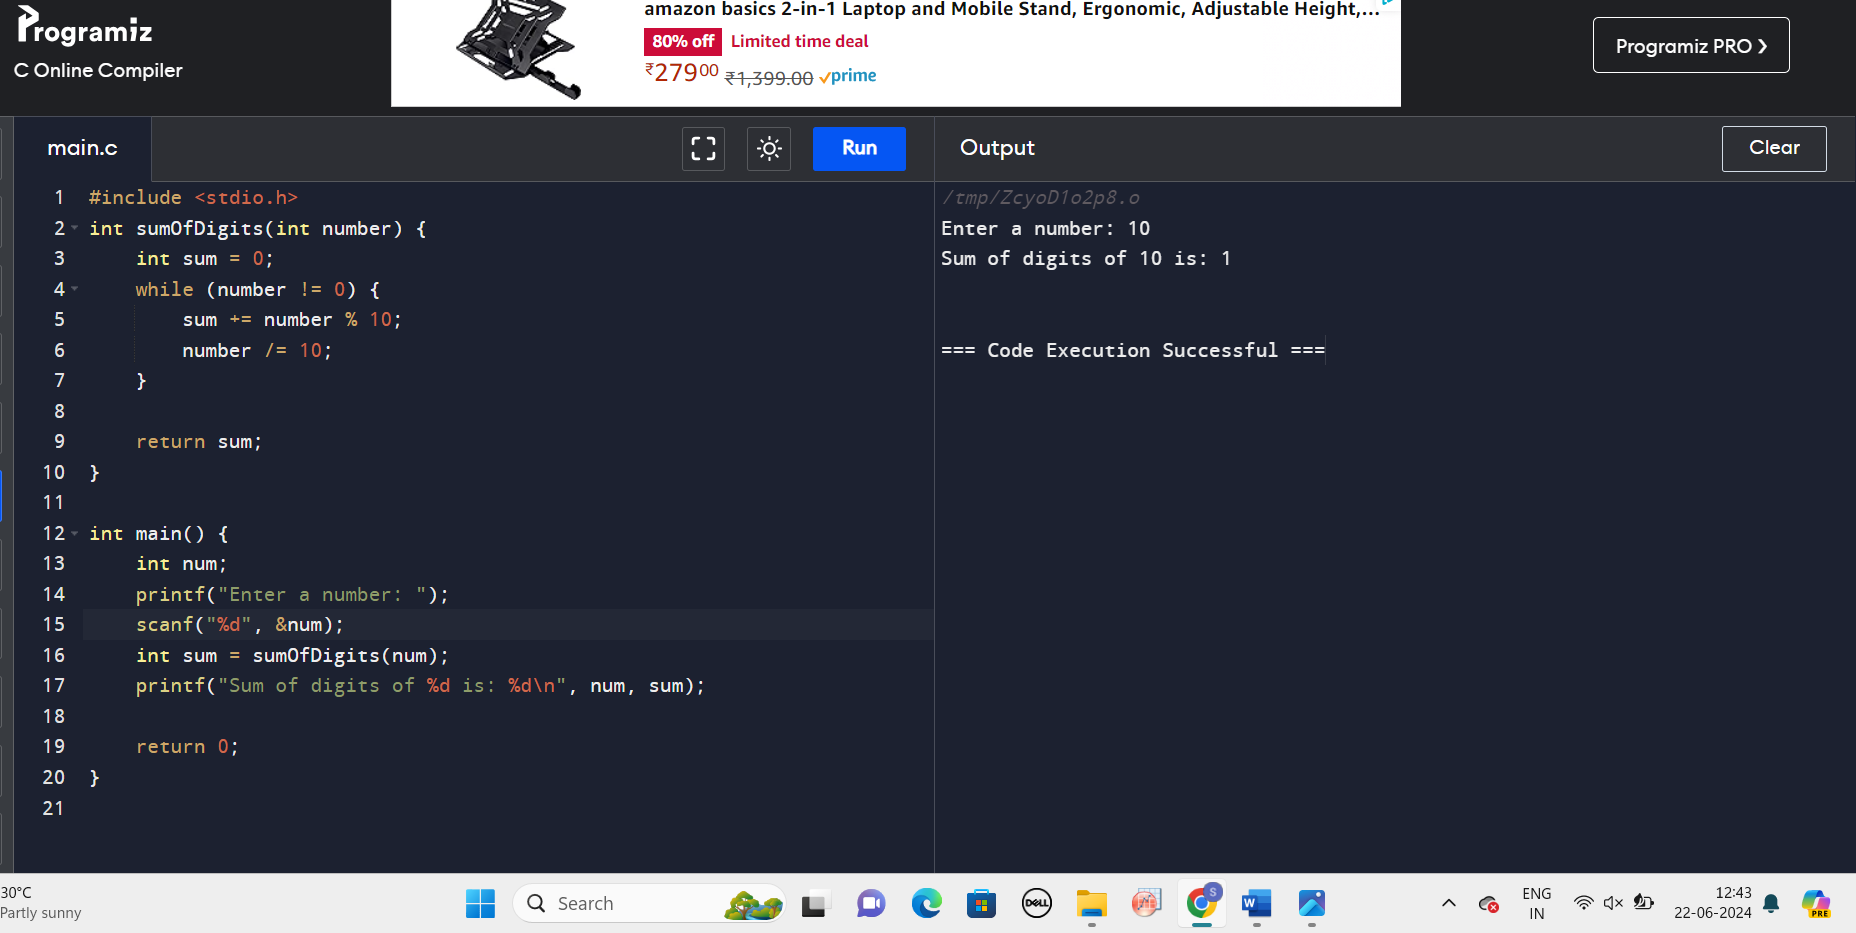 Programiz
C Online Compiler
amazon basics 2-in-1 Laptop and Mobile Stand, Ergonomic, Adjustable Height,...
80% off Limited time deal
₹27900 ₹1,399.00 prime
Programiz PRO ❯
main.c
Run
Output
Clear
1 #include <stdio.h>
2 int sumOfDigits(int number) {
3     int sum = 0;
4     while (number != 0) {
5         sum += number % 10;
6         number /= 10;
7     }
8
9     return sum;
10 }
11
12 int main() {
13     int num;
14     printf("Enter a number: ");
15     scanf("%d", &num);
16     int sum = sumOfDigits(num);
17     printf("Sum of digits of %d is: %d\n", num, sum);
18
19     return 0;
20 }
21
/tmp/ZcyoD1o2p8.o
Enter a number: 10
Sum of digits of 10 is: 1
=== Code Execution Successful ===
30°C
Partly sunny
Search
DELL
S
W
ENG
IN
12:43
22-06-2024
PRE